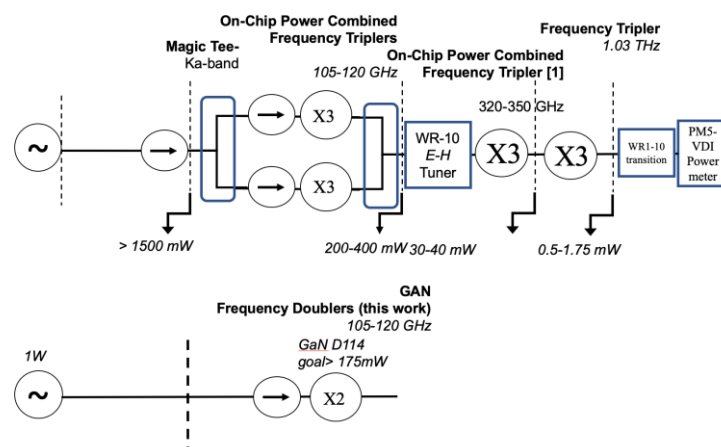 On-Chip Power Combined
Frequency Triplers
105-120 GHz
Magic Tee-
Ka-band
On-Chip Power Combined
Frequency Tripler [1]
320-350 GHz
Frequency Tripler
1.03 THz
~
X3
X3
WR-10
E-H
Tuner
X3
X3
WR1-10
transition
PM5-
VDI
Power
meter
> 1500 mW
200-400 mW
30-40 mW
0.5-1.75 mW
GAN
Frequency Doublers (this work)
105-120 GHz
1W
GaN D114
goal> 175mW
~
X2